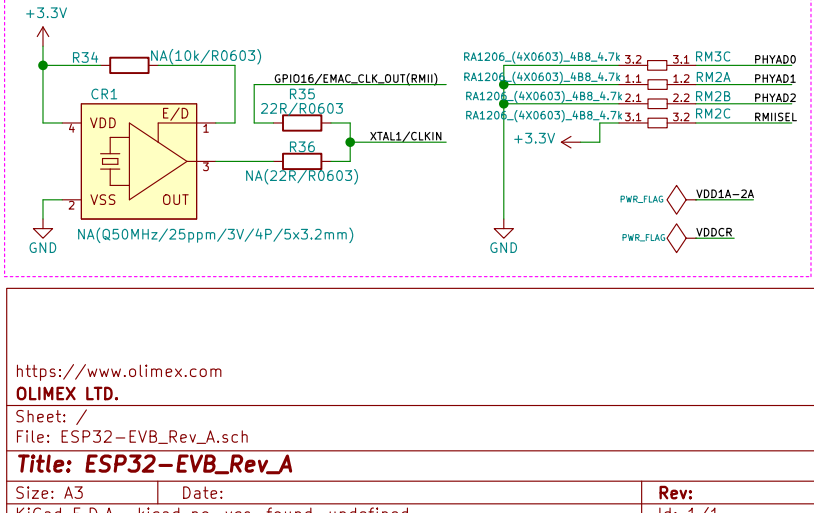 +3.3V
R34
NA(10k/R0603)
CR1
E/D
VDD
4
1
3
VSS
2
OUT
GND
NA(Q50MHz/25ppm/3V/4P/5x3.2mm)
GPIO16/EMAC_CLK_OUT(RMII)
R35
22R/R0603
XTAL1/CLKIN
R36
NA(22R/R0603)
RA1206_(4X0603)_4B8_4.7k 3.2 3.1 RM3C PHYAD0
RA1206_(4X0603)_4B8_4.7k 1.1 1.2 RM2A PHYAD1
RA1206_(4X0603)_4B8_4.7k 2.1 2.2 RM2B PHYAD2
RA1206_(4X0603)_4B8_4.7k 3.1 3.2 RM2C RMIISEL
+3.3V
GND
PWR_FLAG VDD1A-2A
PWR_FLAG VDDCR
https://www.olimex.com
OLIMEX LTD.
Sheet: /
File: ESP32-EVB_Rev_A.sch
Title: ESP32-EVB_Rev_A
Size: A3 Date: Rev: